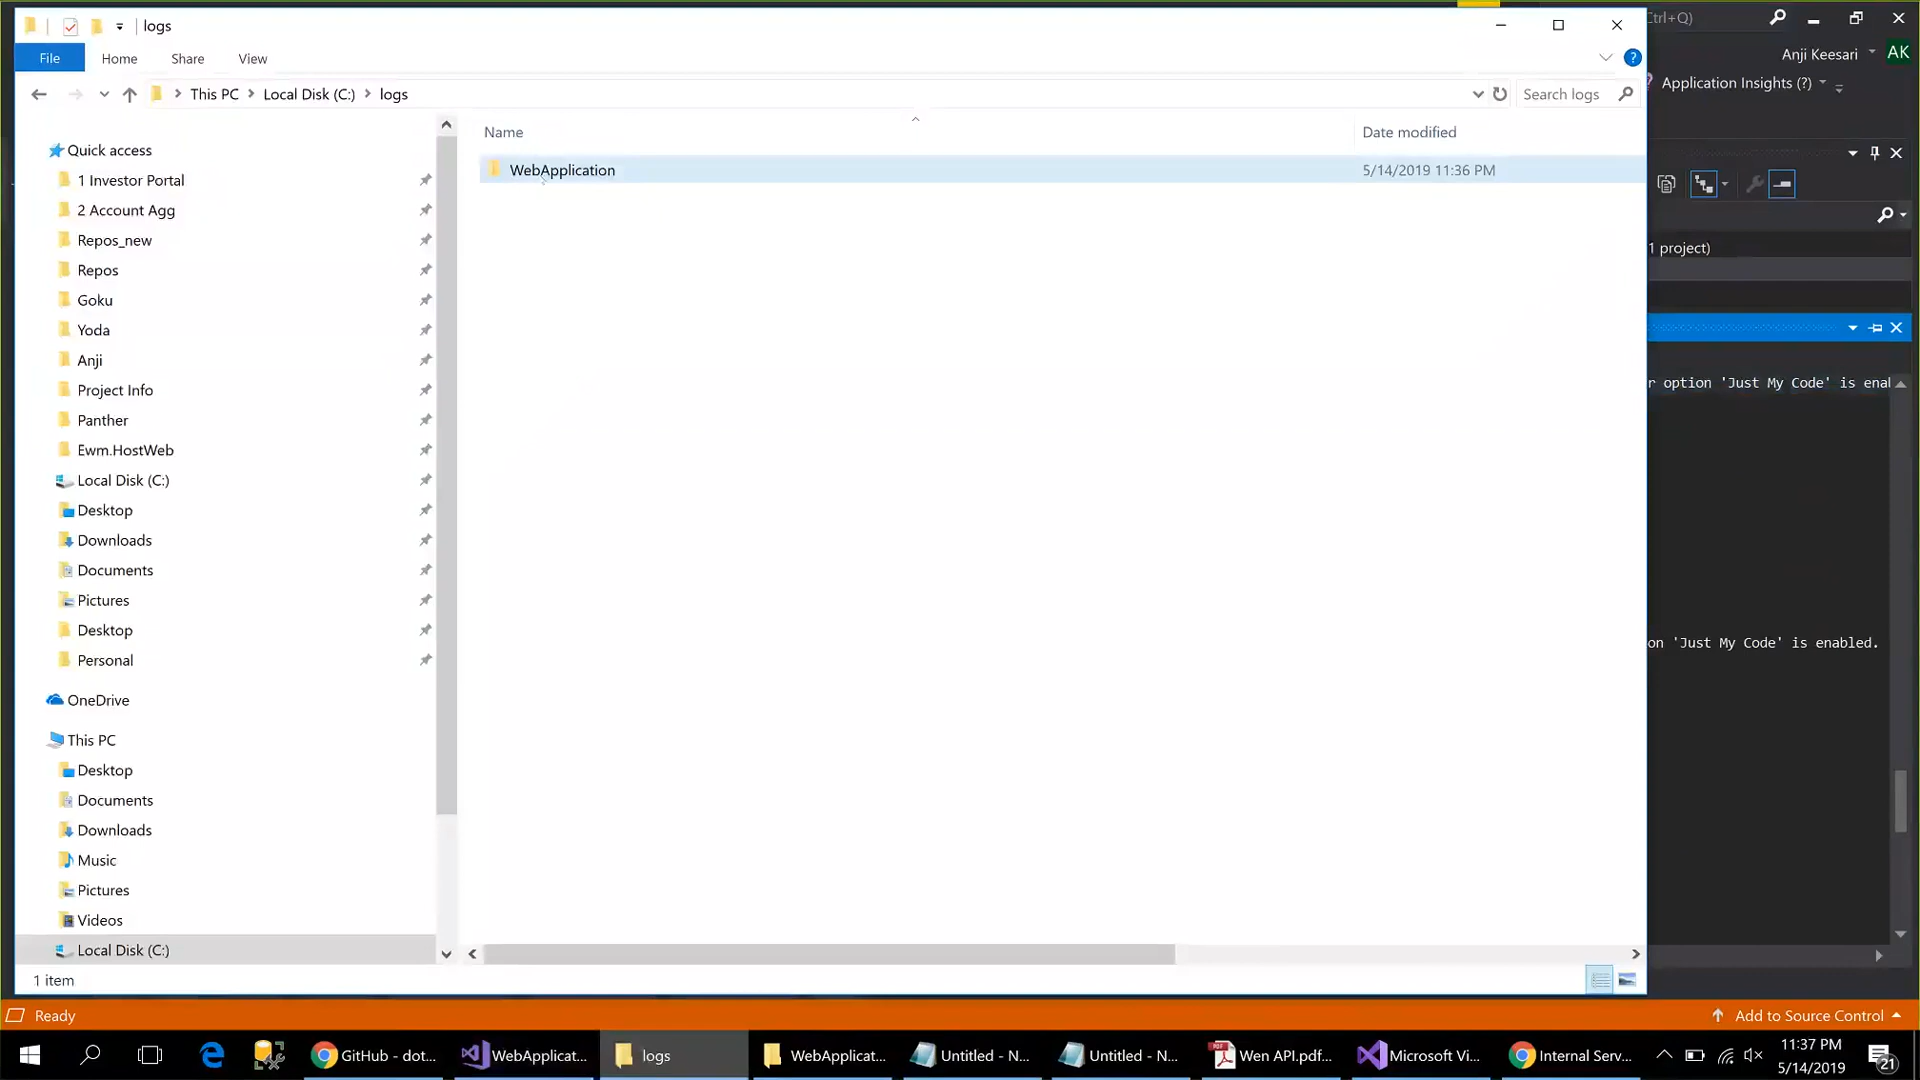 logs
Ctrl+Q)
File
Home
Share
View
Anji Keesari
AK
Application Insights (?)
This PC
Local Disk (C:)
logs
Search logs
Name
Date modified
WebApplication
5/14/2019 11:36 PM
Quick access
1 Investor Portal
2 Account Agg
Repos_new
Repos
Goku
Yoda
Anji
Project Info
Panther
Ewm.HostWeb
Local Disk (C:)
Desktop
Downloads
Documents
Pictures
Desktop
Personal
OneDrive
This PC
Desktop
Documents
Downloads
Music
Pictures
Videos
Local Disk (C:)
1 item
1 project)
r option 'Just My Code' is enal
on 'Just My Code' is enabled.
Ready
Add to Source Control
GitHub - dot...
WebApplicat...
logs
WebApplicat...
Untitled - N...
Untitled - N...
Wen API.pdf...
Microsoft Vi...
Internal Serv...
11:37 PM
5/14/2019
21